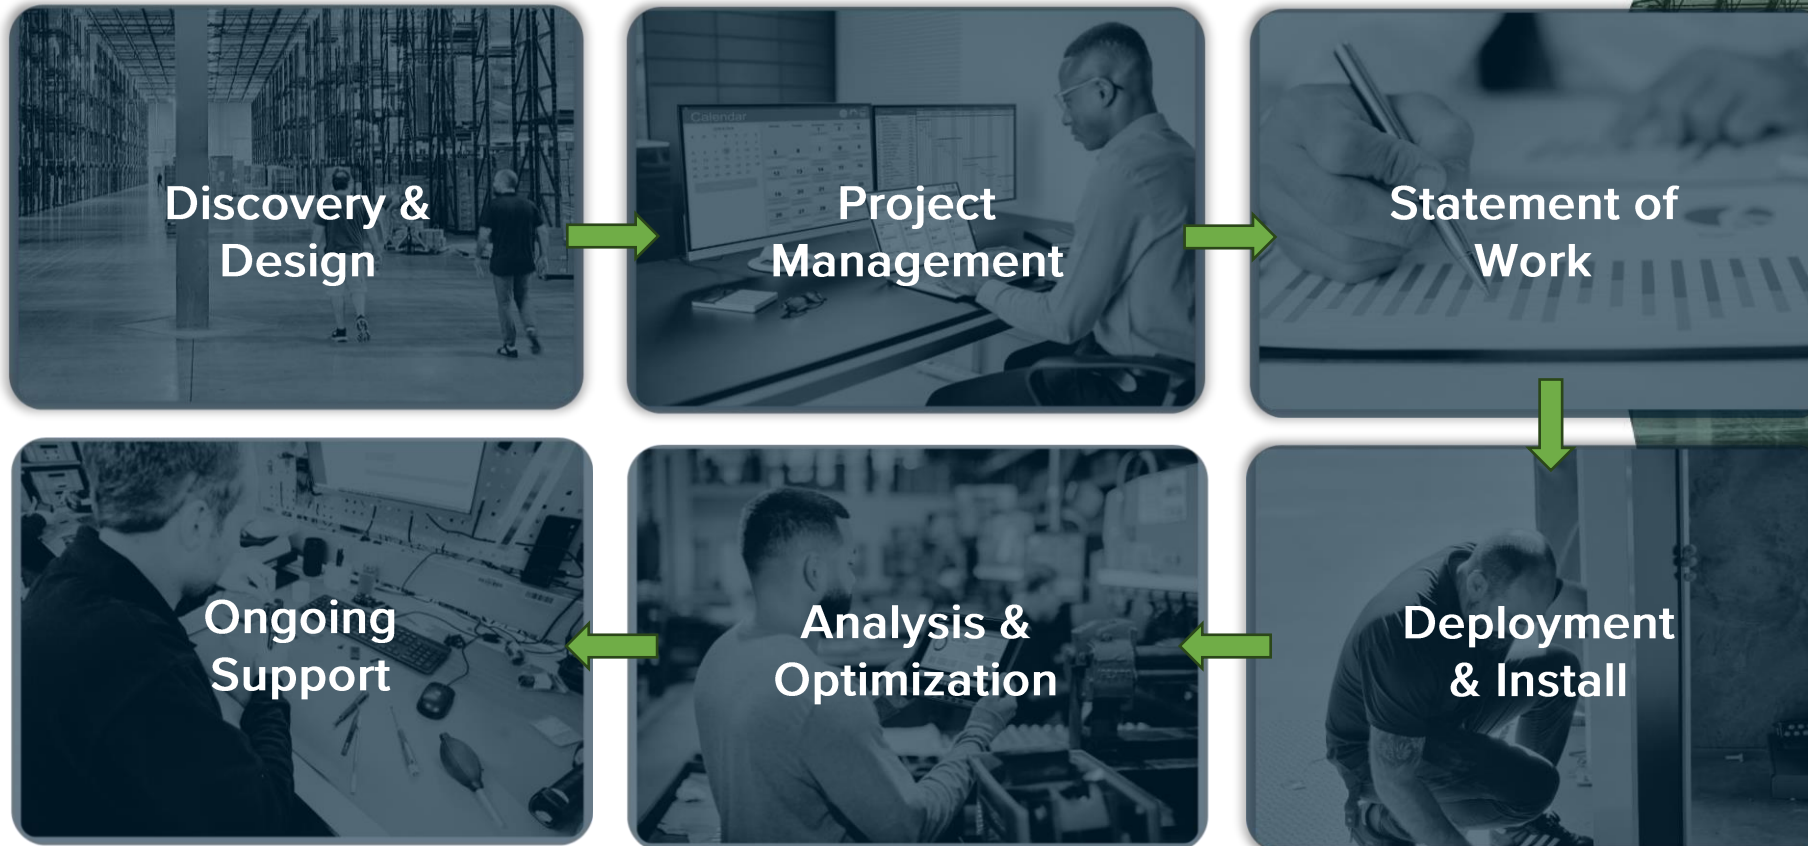 Discovery &
Design
Calendar
Project
Management
Statement of
Work
Deployment
& Install
Analysis &
Optimization
Ongoing
Support